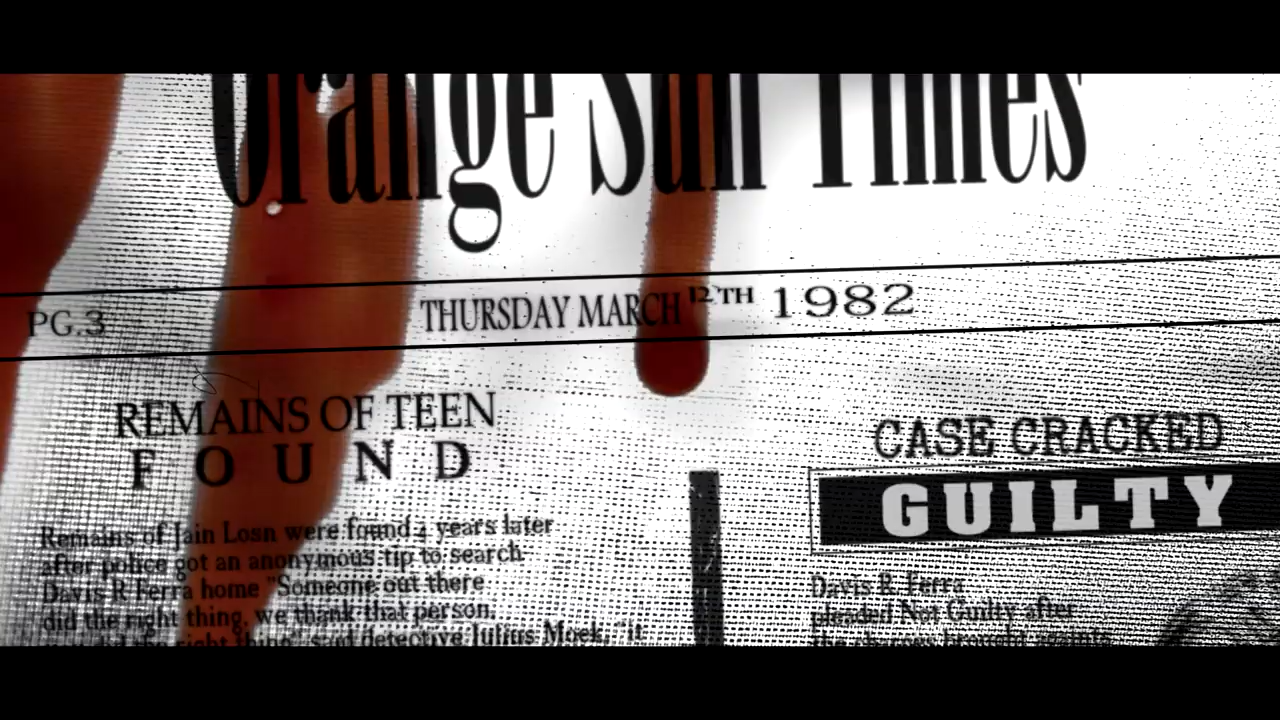 Orange Sun Times
PG.3 THURSDAY MARCH 12TH 1982
REMAINS OF TEEN
FOUND
Remains of Jain Losn were found 4 years later
after police got an anonymous tip to search
Davis R Ferra home "Someone out there
did the right thing, we thank that person.
CASE CRACKED
GUILTY
Davis R. Ferra
pleaded Not Guilty after